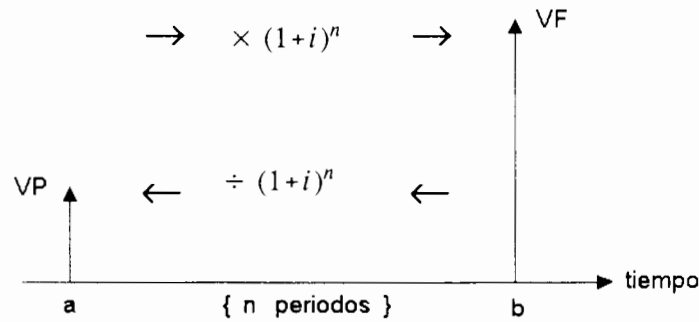 → × (1+i)^n → VF
VP ← ÷ (1+i)^n ←
tiempo
a { n periodos } b